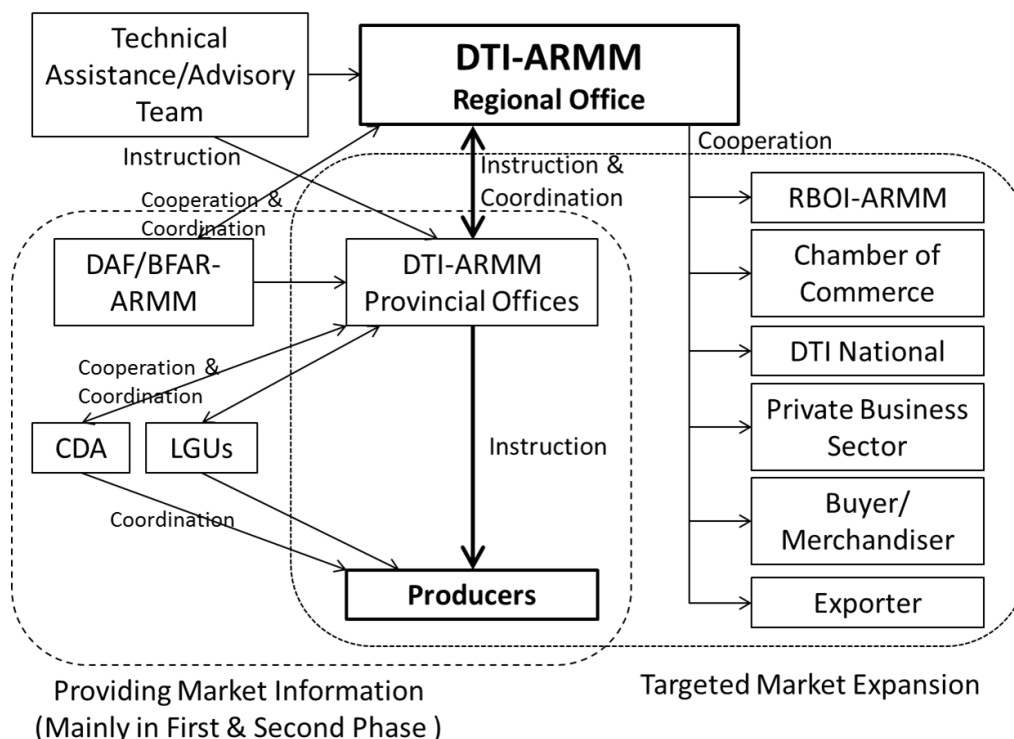 Technical
Assistance/Advisory
Team
DTI-ARMM
Regional Office
Instruction
Cooperation
Instruction &
Coordination
Cooperation &
Coordination
RBOI-ARMM
DAF/BFAR-
ARMM
DTI-ARMM
Provincial Offices
Chamber of
Commerce
DTI National
Cooperation &
Coordination
Private Business
Sector
CDA
LGUs
Instruction
Buyer/
Merchandiser
Coordination
Producers
Exporter
Providing Market Information
(Mainly in First & Second Phase )
Targeted Market Expansion